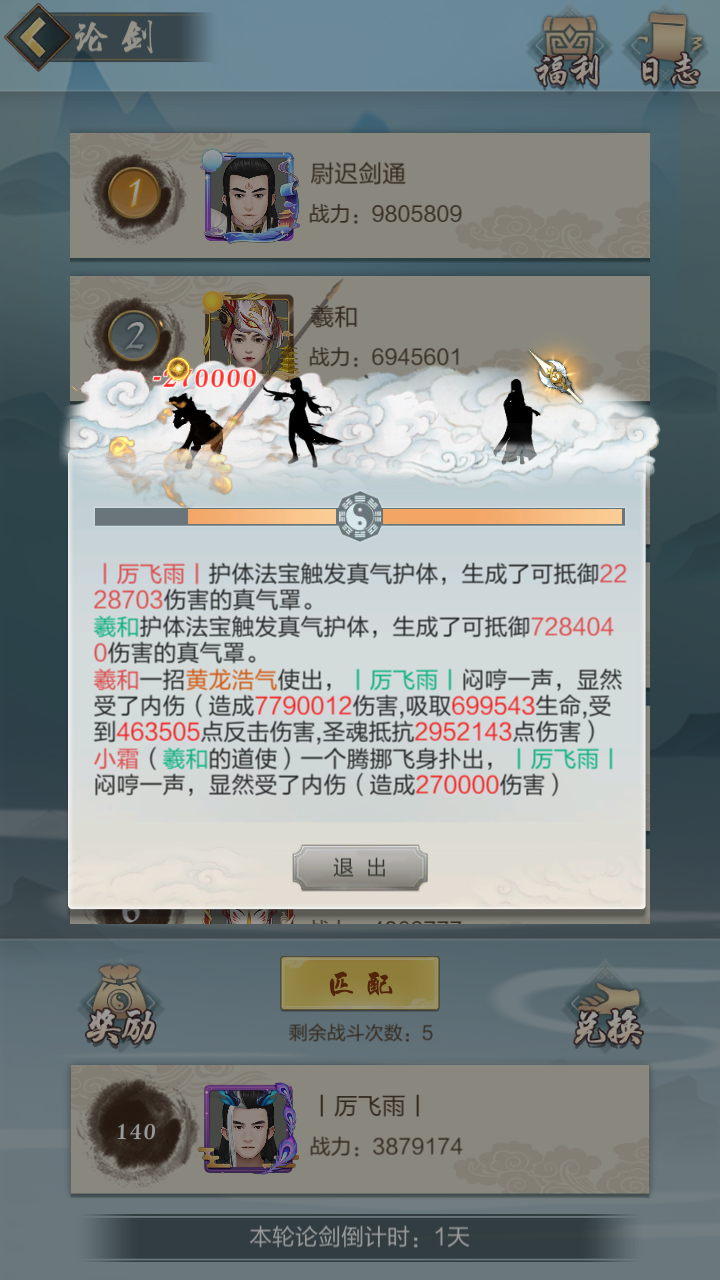 论剑
福利
日志
1
尉迟剑通
战力：9805809
2
羲和
战力：6945601
-270000
丨厉飞雨丨护体法宝触发真气护体，生成了可抵御22
28703伤害的真气罩。
羲和护体法宝触发真气护体，生成了可抵御728404
0伤害的真气罩。
羲和一招黄龙浩气使出，丨厉飞雨丨闷哼一声，显然
受了内伤（造成7790012伤害,吸取699543生命,受
到463505点反击伤害,圣魂抵抗2952143点伤害）
小霜（羲和的道使）一个腾挪飞身扑出，丨厉飞雨丨
闷哼一声，显然受了内伤（造成270000伤害）
退出
6
奖励
匹配
剩余战斗次数：5
兑换
140
丨厉飞雨丨
战力：3879174
本轮论剑倒计时：1天